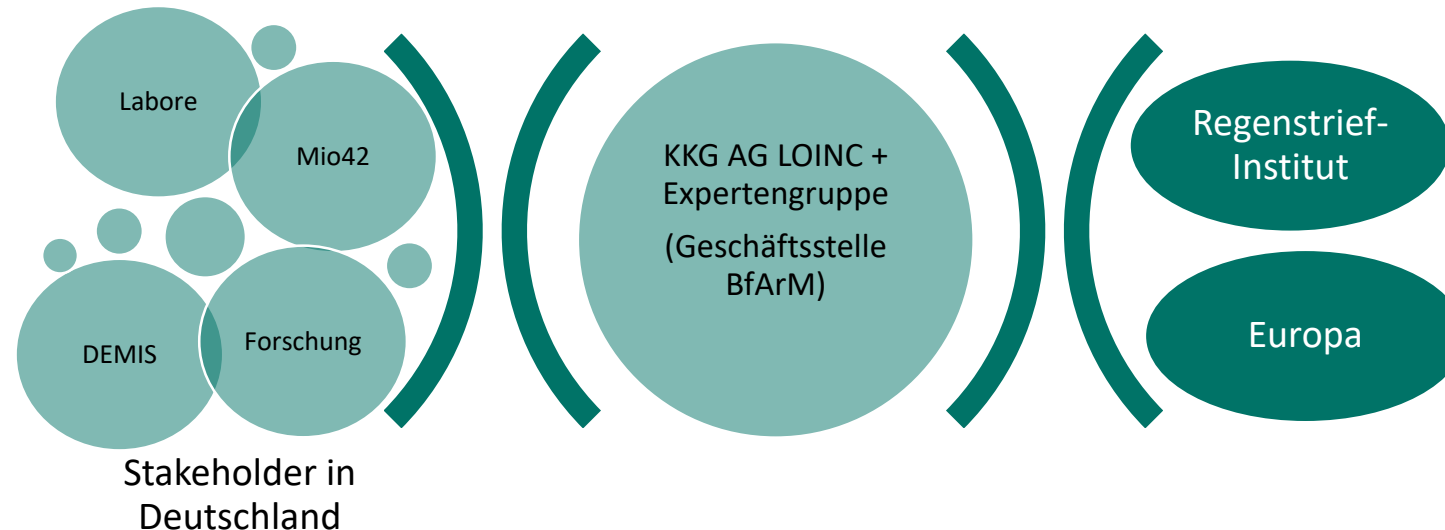 Labore
Mio42
DEMIS
Forschung
Stakeholder in
Deutschland
KKG AG LOINC +
Expertengruppe
(Geschäftsstelle
BfArM)
Regenstrief-
Institut
Europa